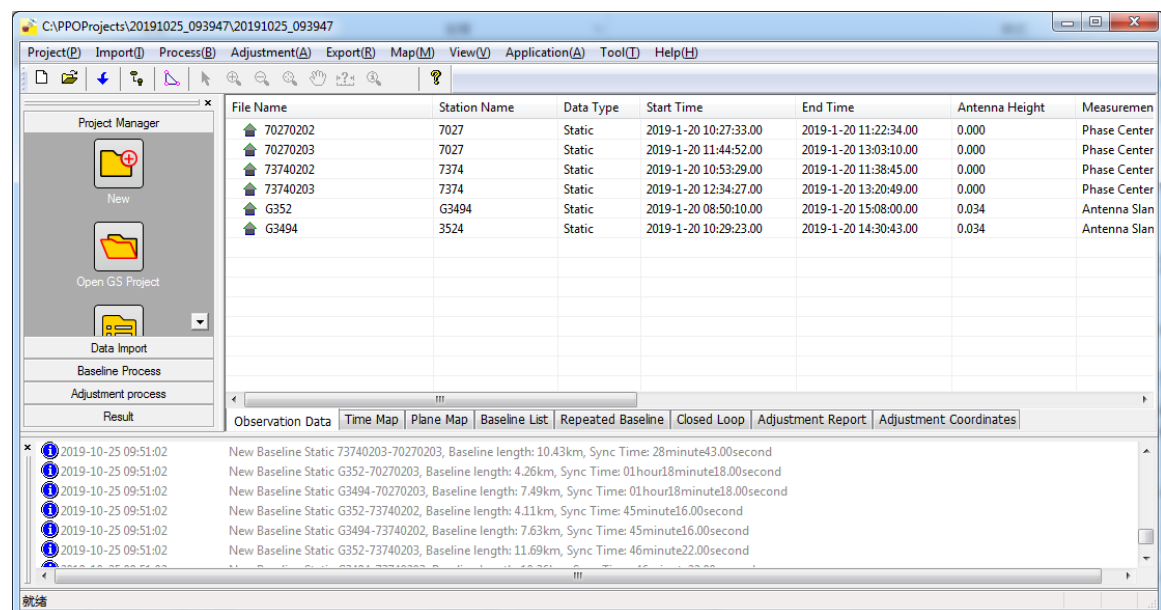 C:\PPOProjects\20191025_093947\20191025_093947
Project(P) Import(I) Process(B) Adjustment(A) Export(R) Map(M) View(V) Application(A) Tool(T) Help(H)
Project Manager
New
Open GS Project
Data Import
Baseline Process
Adjustment process
Result
File Name Station Name Data Type Start Time End Time Antenna Height Measuremen
70270202 7027 Static 2019-1-20 10:27:33.00 2019-1-20 11:22:34.00 0.000 Phase Center
70270203 7027 Static 2019-1-20 11:44:52.00 2019-1-20 13:03:10.00 0.000 Phase Center
73740202 7374 Static 2019-1-20 10:53:29.00 2019-1-20 11:38:45.00 0.000 Phase Center
73740203 7374 Static 2019-1-20 12:34:27.00 2019-1-20 13:20:49.00 0.000 Phase Center
G352 G3494 Static 2019-1-20 08:50:10.00 2019-1-20 15:08:00.00 0.034 Antenna Slan
G3494 3524 Static 2019-1-20 10:29:23.00 2019-1-20 14:30:43.00 0.034 Antenna Slan
Observation Data Time Map Plane Map Baseline List Repeated Baseline Closed Loop Adjustment Report Adjustment Coordinates
2019-10-25 09:51:02 New Baseline Static 73740203-70270203, Baseline length: 10.43km, Sync Time: 28minute43.00second
2019-10-25 09:51:02 New Baseline Static G352-70270203, Baseline length: 4.26km, Sync Time: 01hour18minute18.00second
2019-10-25 09:51:02 New Baseline Static G3494-70270203, Baseline length: 7.49km, Sync Time: 01hour18minute18.00second
2019-10-25 09:51:02 New Baseline Static G352-73740202, Baseline length: 4.11km, Sync Time: 45minute16.00second
2019-10-25 09:51:02 New Baseline Static G3494-73740202, Baseline length: 7.63km, Sync Time: 45minute16.00second
2019-10-25 09:51:02 New Baseline Static G352-73740203, Baseline length: 11.69km, Sync Time: 46minute22.00second
就绪